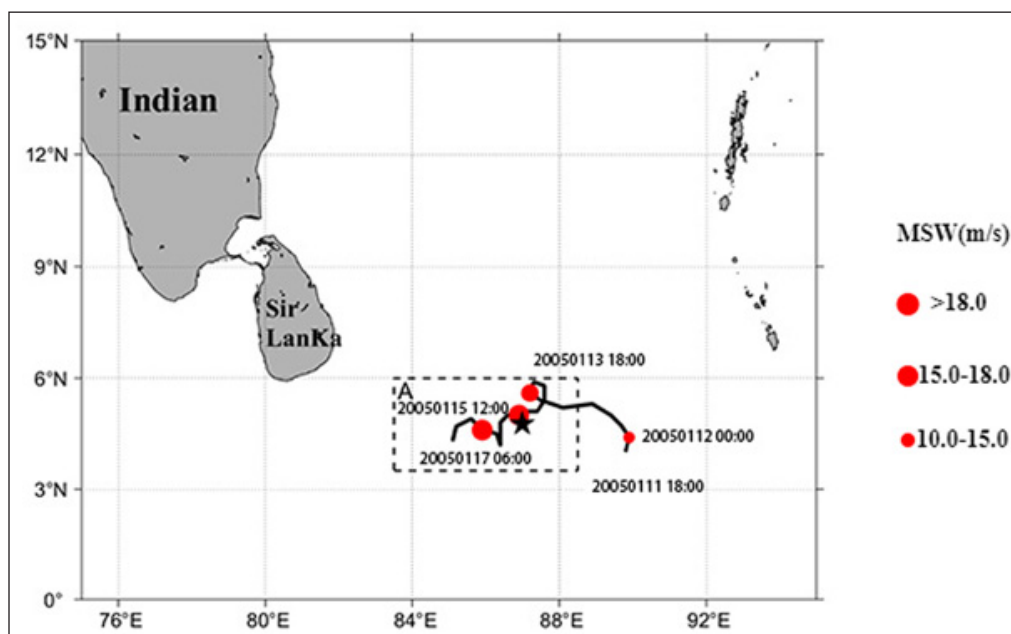 15°N
Indian
12°N
MSW(m/s)
9°N
>18.0
Sir
LanKa
15.0-18.0
20050113 18:00
6°N
A
20050115 12:00
20050112 00:00
10.0-15.0
20050117 06:00
20050111 18:00
3°N
0°
76°E 80°E 84°E 88°E 92°E